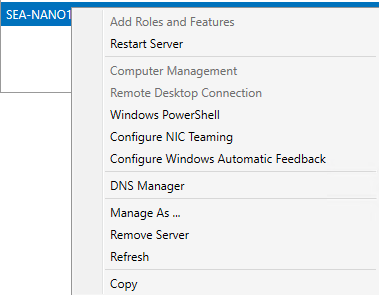 SEA-NANO1
Add Roles and Features
Restart Server
Computer Management
Remote Desktop Connection
Windows PowerShell
Configure NIC Teaming
Configure Windows Automatic Feedback
DNS Manager
Manage As ...
Remove Server
Refresh
Copy